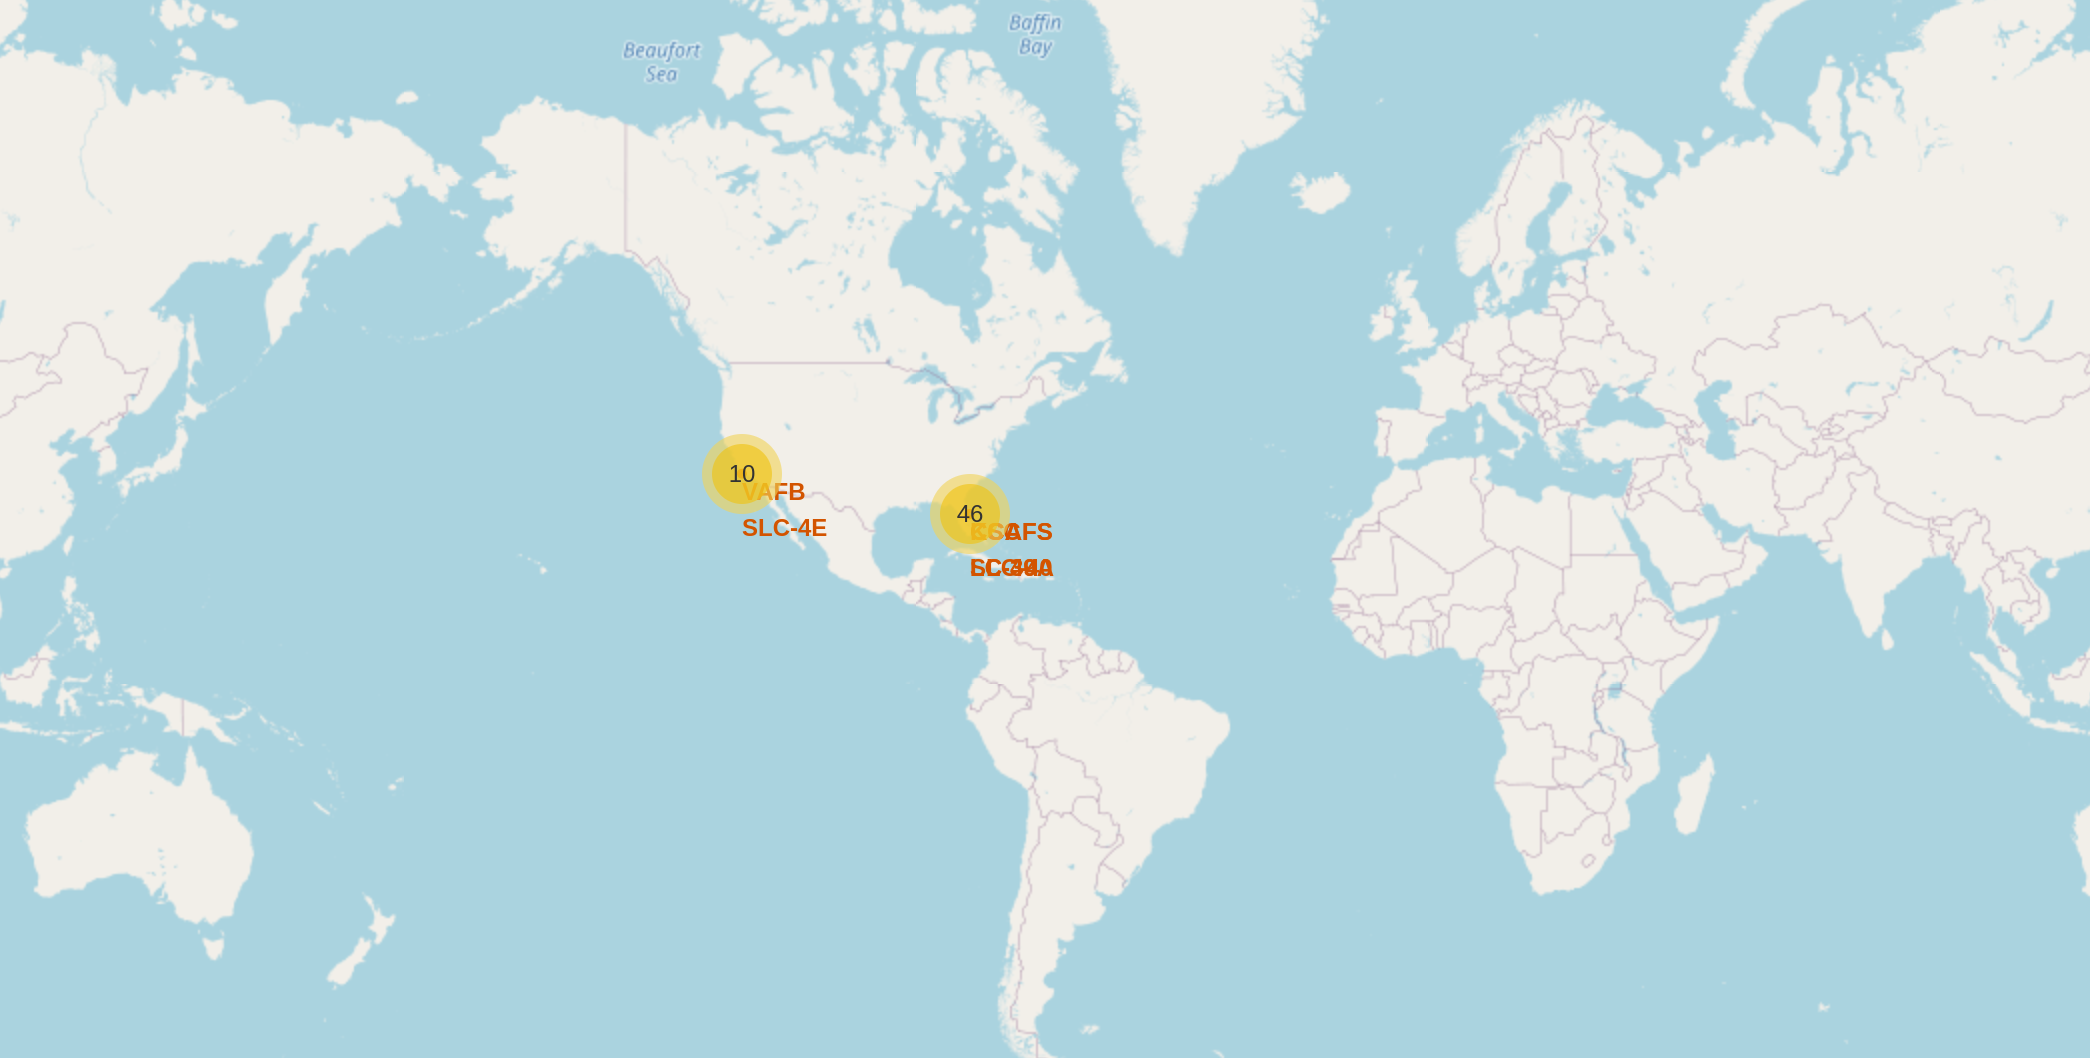 Baffin
Bay
Beaufort
Sea
10
VAFB
SLC-4E
46